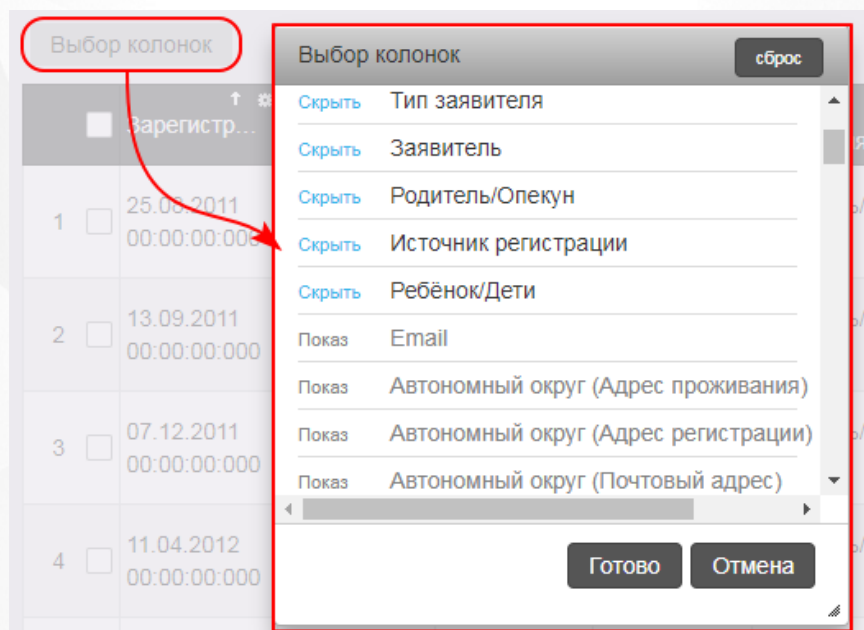 Выбор колонок
Зарегистр...
1
25.08.2011
00:00:00:000
2
13.09.2011
00:00:00:000
3
07.12.2011
00:00:00:000
4
11.04.2012
00:00:00:000
Выбор колонок
сброс
Скрыть Тип заявителя
Скрыть Заявитель
Скрыть Родитель/Опекун
Скрыть Источник регистрации
Скрыть Ребёнок/Дети
Показ Email
Показ Автономный округ (Адрес проживания)
Показ Автономный округ (Адрес регистрации)
Показ Автономный округ (Почтовый адрес)
Готово Отмена